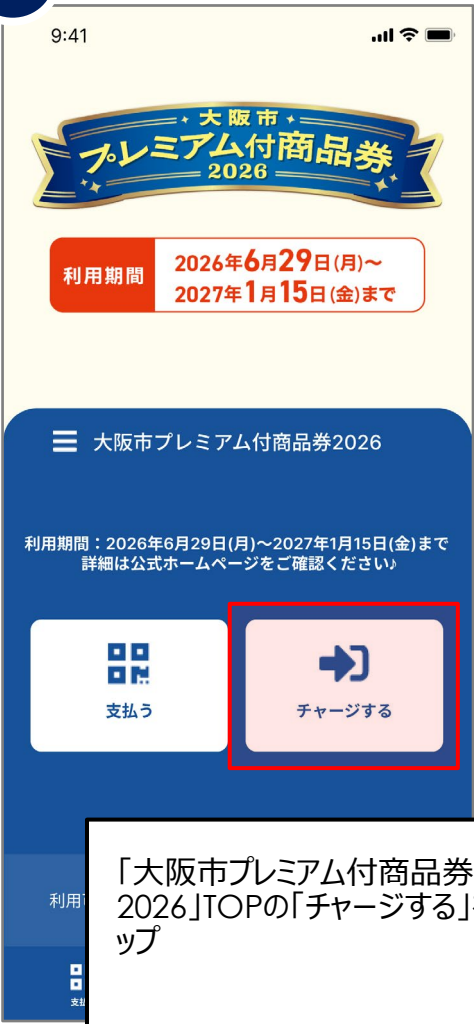 9:41
大阪市
プレミアム付商品券
2026
利用期間
2026年6月29日(月)～
2027年1月15日(金)まで
大阪市プレミアム付商品券2026
利用期間：2026年6月29日(月)～2027年1月15日(金)まで
詳細は公式ホームページをご確認ください♪
支払う
チャージする
「大阪市プレミアム付商品券
2026」TOPの「チャージする」
ップ
利用
支払